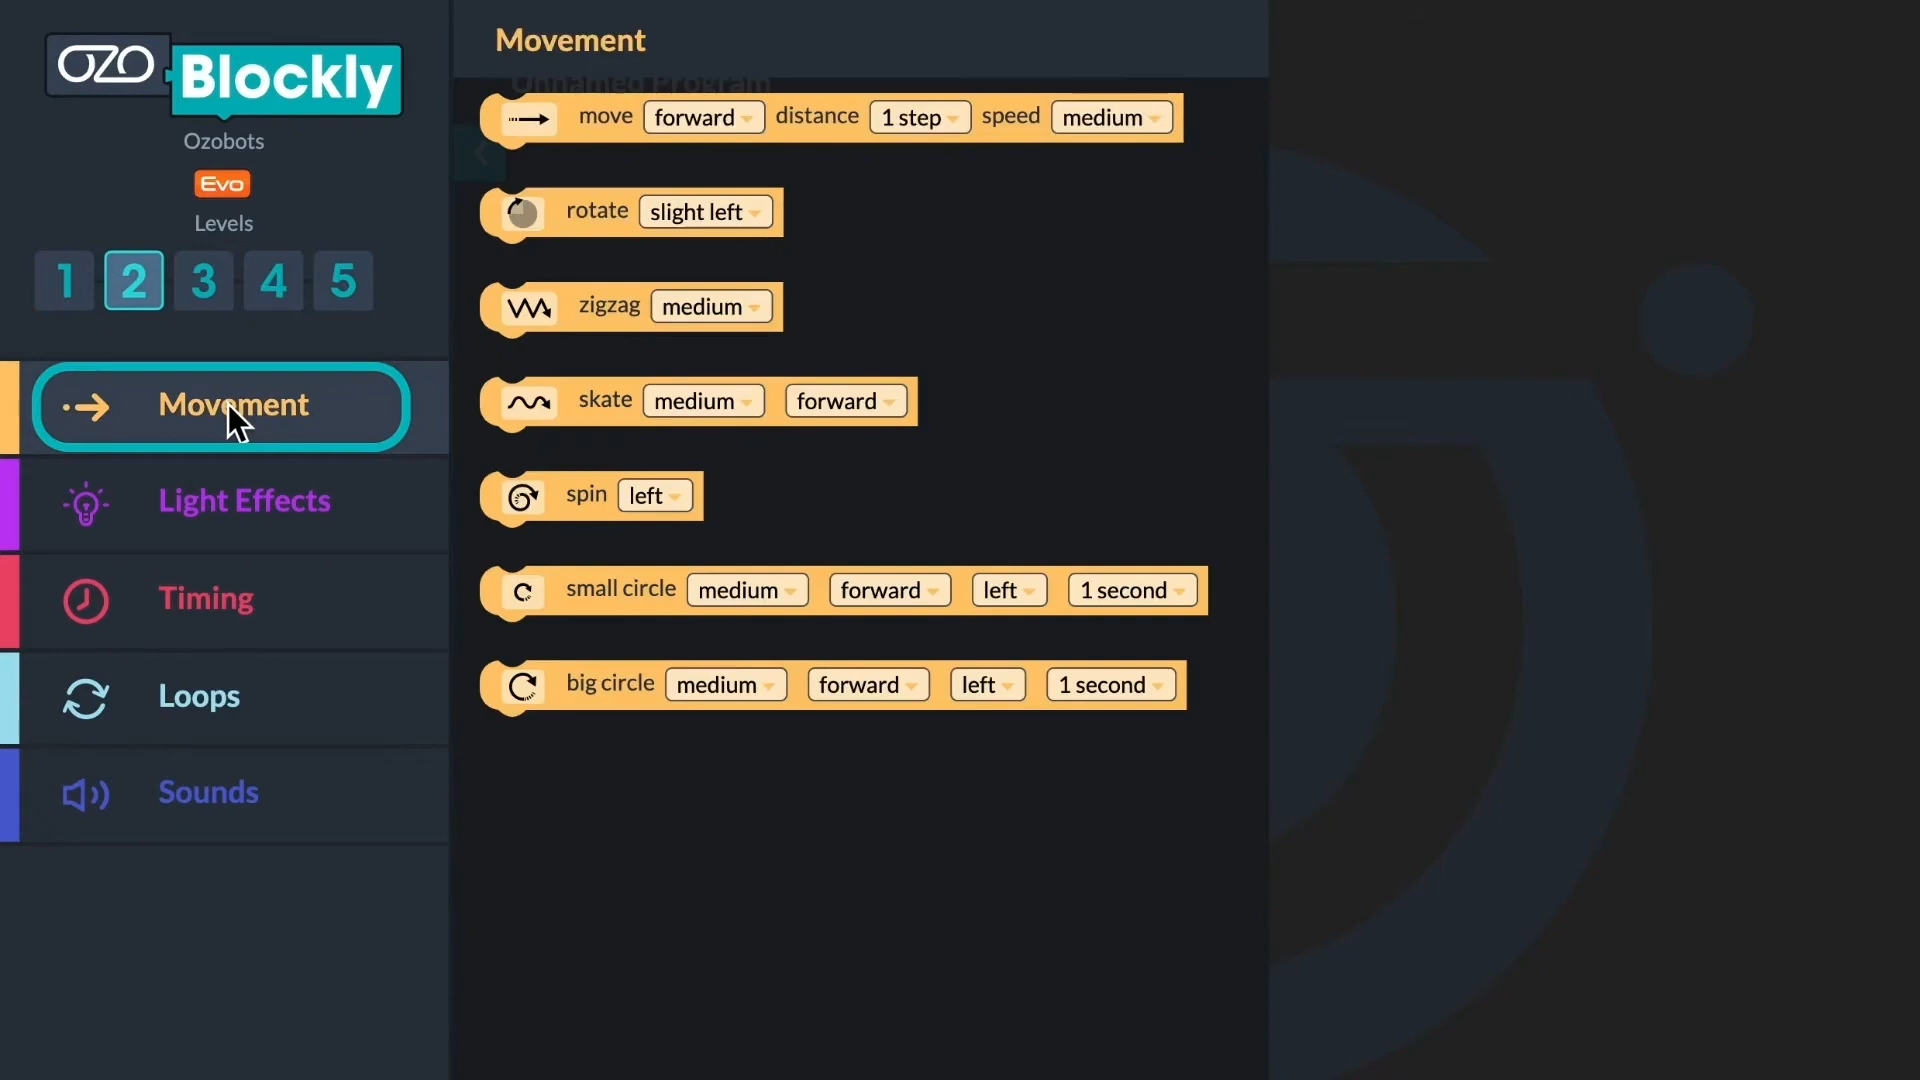 OZO Blockly
Ozobots
Evo
Levels
1 2 3 4 5
Movement
Light Effects
Timing
Loops
Sounds
Movement
Unnamed Program
move forward distance 1 step speed medium
rotate slight left
zigzag medium
skate medium forward
spin left
small circle medium forward left 1 second
big circle medium forward left 1 second